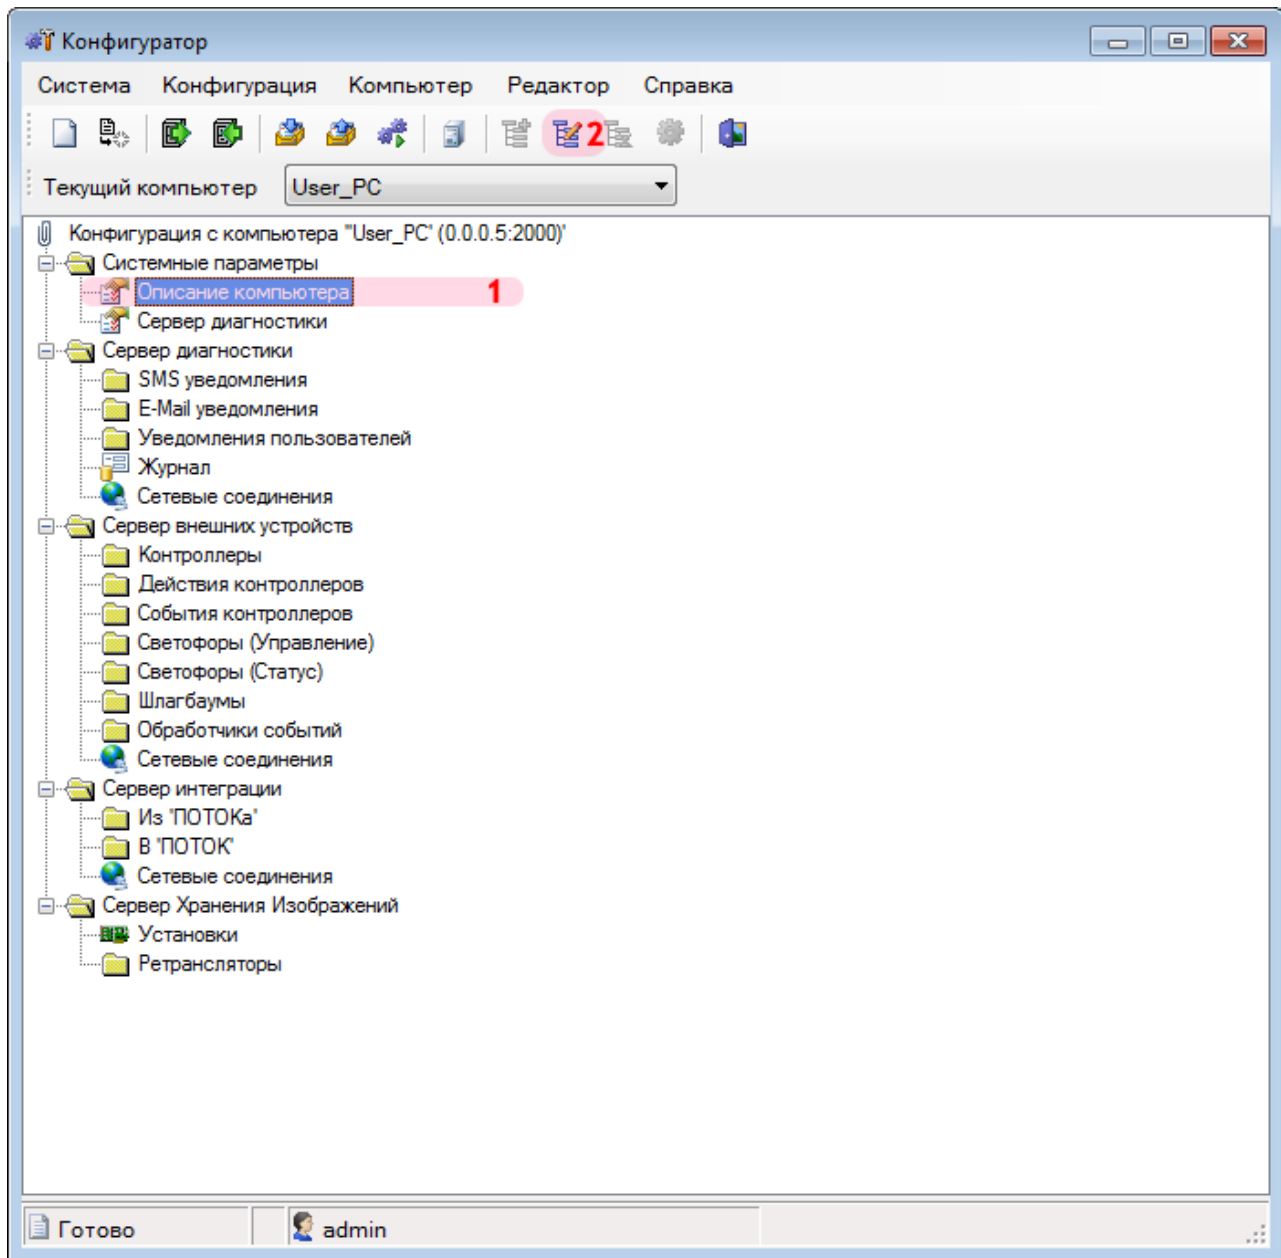 Конфигуратор
Система Конфигурация Компьютер Редактор Справка
2
Текущий компьютер User_PC
Конфигурация с компьютера "User_PC" (0.0.0.5:2000)'
Системные параметры
Описание компьютера 1
Сервер диагностики
Сервер диагностики
SMS уведомления
E-Mail уведомления
Уведомления пользователей
Журнал
Сетевые соединения
Сервер внешних устройств
Контроллеры
Действия контроллеров
События контроллеров
Светофоры (Управление)
Светофоры (Статус)
Шлагбаумы
Обработчики событий
Сетевые соединения
Сервер интеграции
Из "ПОТОКа"
В "ПОТОК"
Сетевые соединения
Сервер Хранения Изображений
Установки
Ретрансляторы
Готово admin